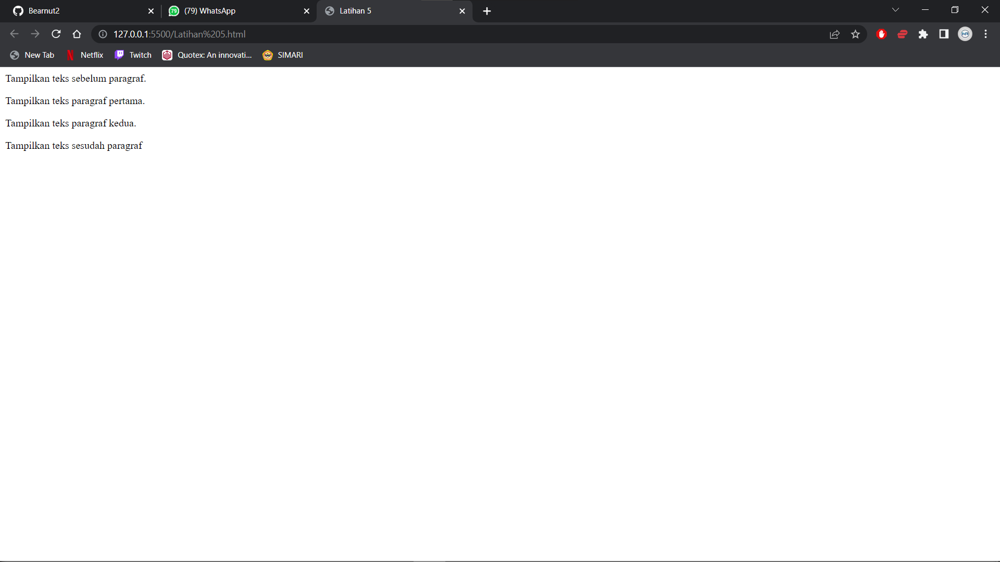 Bearnut2
79 (79) WhatsApp
Latihan 5
127.0.0.1:5500/Latihan%205.html
New Tab
Netflix
Twitch
Quotex: An innovati...
SIMARI
Tampilkan teks sebelum paragraf.
Tampilkan teks paragraf pertama.
Tampilkan teks paragraf kedua.
Tampilkan teks sesudah paragraf